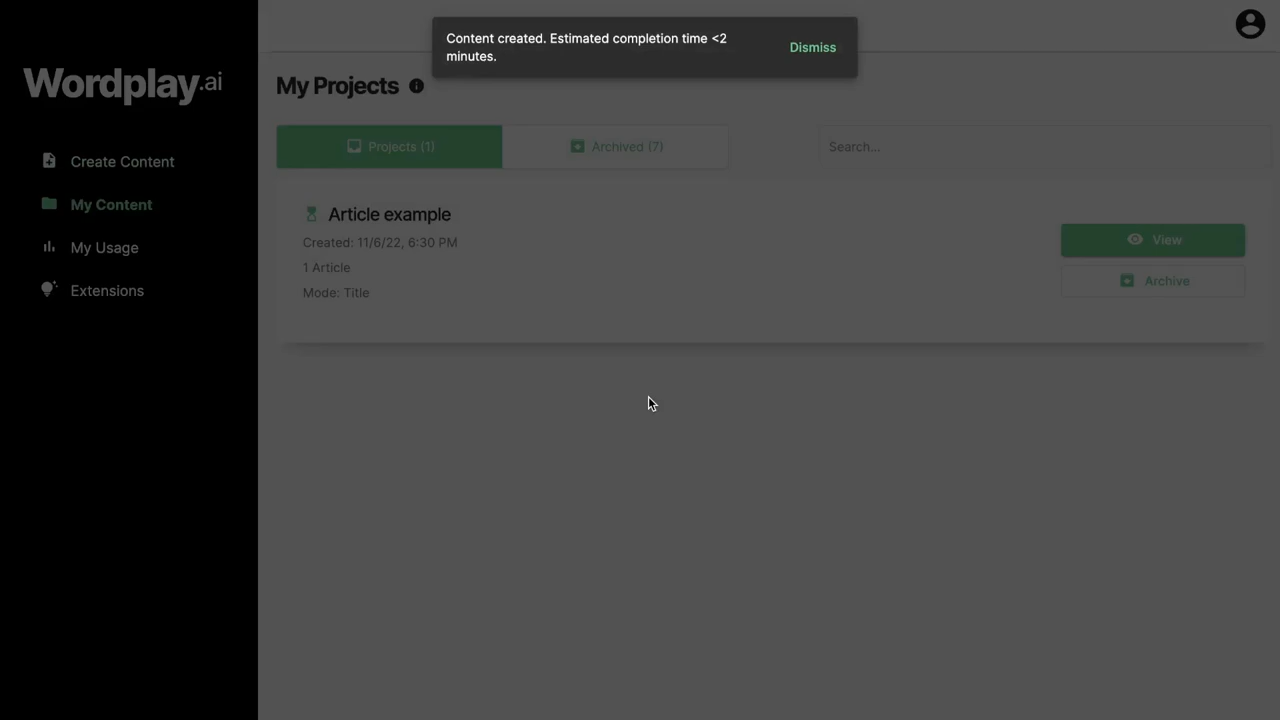 Content created. Estimated completion time <2
minutes.
Dismiss
Wordplay.ai
Create Content
My Content
My Usage
Extensions
My Projects
Projects (1)
Archived (7)
Search...
Article example
Created: 11/6/22, 6:30 PM
1 Article
Mode: Title
View
Archive